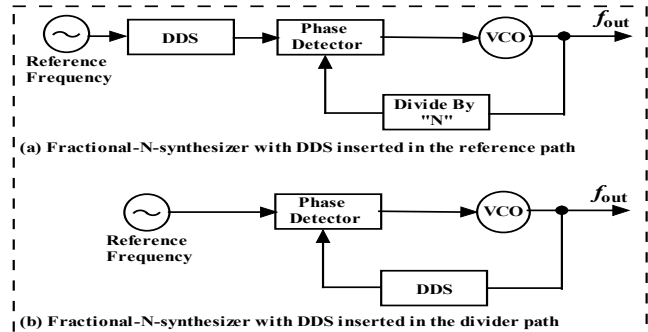 Reference
Frequency
DDS
Phase
Detector
VCO
fout
Divide By
"N"
(a) Fractional-N-synthesizer with DDS inserted in the reference path
Reference
Frequency
Phase
Detector
VCO
fout
DDS
(b) Fractional-N-synthesizer with DDS inserted in the divider path